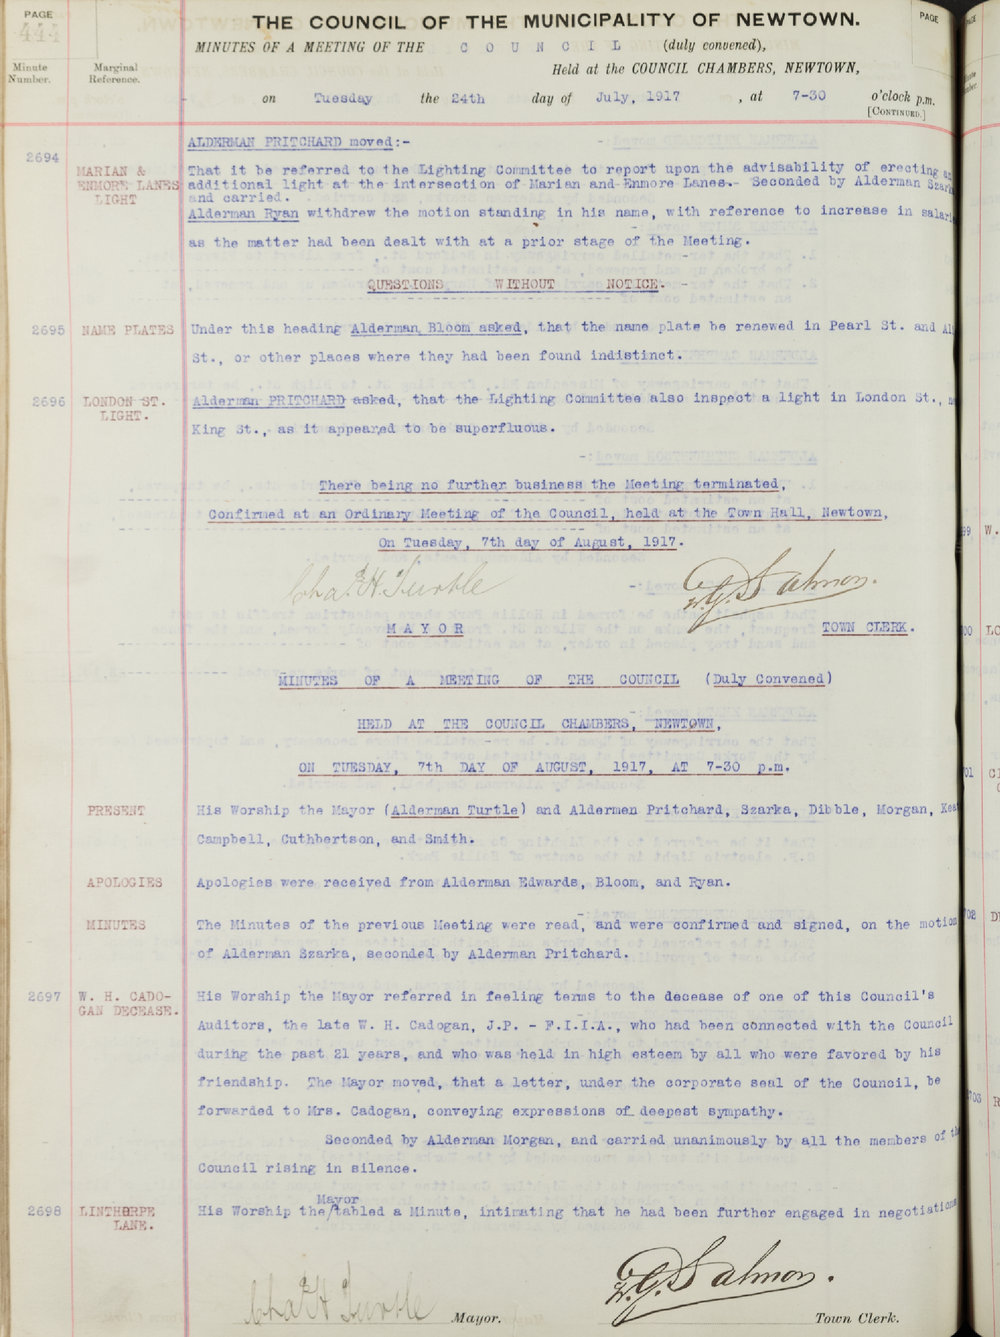 PAGE
444
THE COUNCIL OF THE MUNICIPALITY OF NEWTOWN.
PAGE
MINUTES OF A MEETING OF THE COUNCIL (duly convened),
Minute Number.
Marginal Reference.
Held at the COUNCIL CHAMBERS, NEWTOWN,
on Tuesday the 24th day of July, 1917 , at 7-30 o'clock p.m.
[CONTINUED.]
ALDERMAN PRITCHARD moved:-
2694
MARIAN & That it be referred to the Lighting Committee to report upon the advisability of erecting an
ENMORE LANES additional light at the intersection of Marian and Enmore Lanes.- Seconded by Alderman Szarka
LIGHT and carried.
Alderman Ryan withdrew the motion standing in his name, with reference to increase in
as the matter had been dealt with at a prior stage of the Meeting.
QUESTIONS WITHOUT NOTICE.
2695 NAME PLATES Under this heading Alderman Bloom asked, that the name plate be renewed in Pearl St. and
St., or other places where they had been found indistinct.
2696 LONDON ST. Alderman PRITCHARD asked, that the Lighting Committee also inspect a light in London St.,
LIGHT. King St., as it appeared to be superfluous.
There being no further business the Meeting terminated,
Confirmed at an Ordinary Meeting of the Council, held at the Town Hall, Newtown,
On Tuesday, 7th day of August, 1917.
Chas H Turtle
W.G. Salmon.
MAYOR TOWN CLERK.
MINUTES OF A MEETING OF THE COUNCIL (Duly Convened)
HELD AT THE COUNCIL CHAMBERS, NEWTOWN,
ON TUESDAY, 7th DAY OF AUGUST, 1917, AT 7-30 p.m.
PRESENT His Worship the Mayor (Alderman Turtle) and Aldermen Pritchard, Szarka, Dibble, Morgan,
Campbell, Cuthbertson, and Smith.
APOLOGIES Apologies were received from Alderman Edwards, Bloom, and Ryan.
MINUTES The Minutes of the previous Meeting were read, and were confirmed and signed, on the motion
of Alderman Szarka, seconded by Alderman Pritchard.
2697 W. H. CADO- His Worship the Mayor referred in feeling terms to the decease of one of this Council's
GAN DECEASE. Auditors, the late W. H. Cadogan, J.P. - F.I.I.A., who had been connected with the Council
during the past 21 years, and who was held in high esteem by all who were favored by his
friendship. The Mayor moved, that a letter, under the corporate seal of the Council, be
forwarded to Mrs. Cadogan, conveying expressions of deepest sympathy.
Seconded by Alderman Morgan, and carried unanimously by all the members of the
Council rising in silence.
2698 LINTHORPE His Worship the/ Mayor tabled a Minute, intimating that he had been further engaged in negotiations
LANE.
Chas H Turtle Mayor.
W.G. Salmon. Town Clerk.